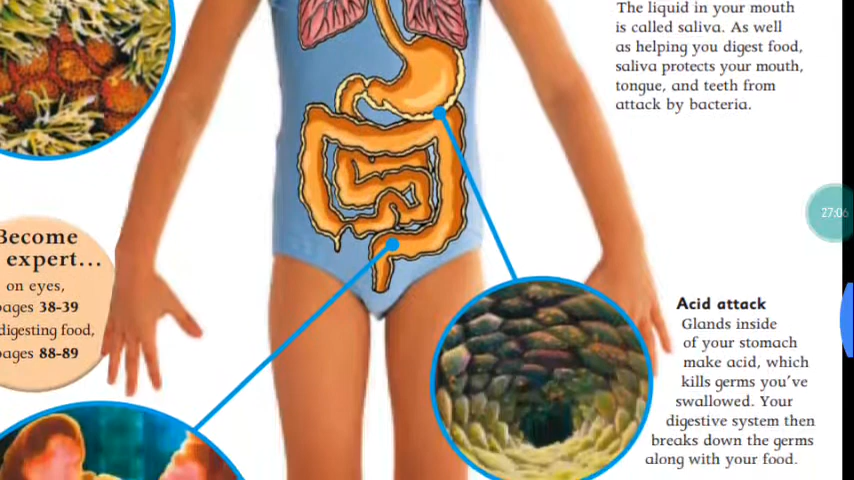 The liquid in your mouth
is called saliva. As well
as helping you digest food,
saliva protects your mouth,
tongue, and teeth from
attack by bacteria.
27:06
Become
expert...
on eyes,
pages 38-39
digesting food,
pages 88-89
Acid attack
Glands inside
of your stomach
make acid, which
kills germs you've
swallowed. Your
digestive system then
breaks down the germs
along with your food.